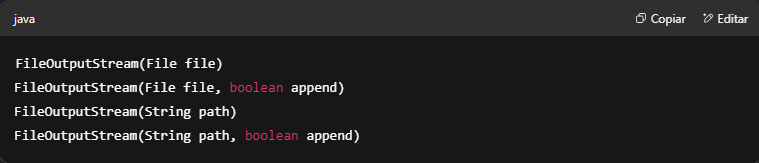 java
Copiar
Editar
FileOutputStream(File file)
FileOutputStream(File file, boolean append)
FileOutputStream(String path)
FileOutputStream(String path, boolean append)